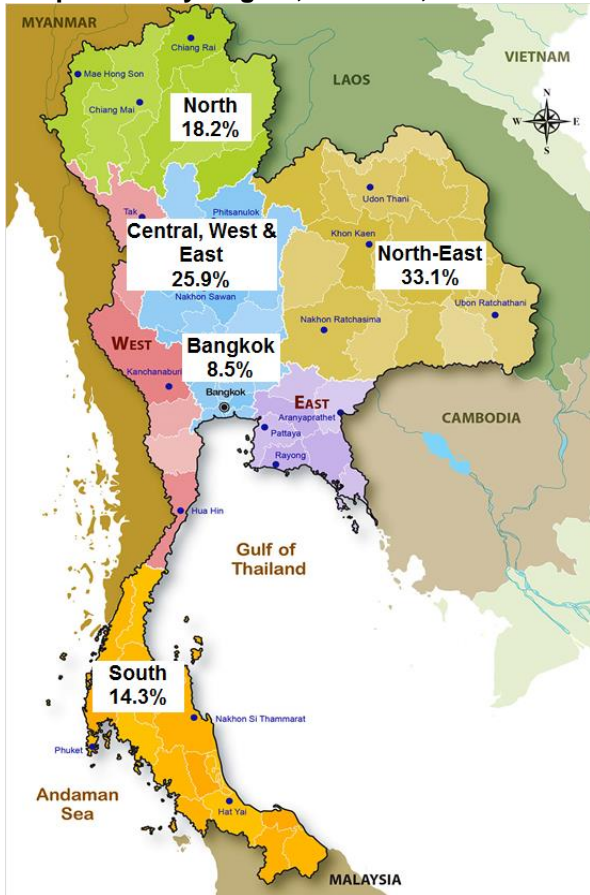 MYANMAR
Chiang Rai
VIETNAM
Mae Hong Son
LAOS
N
W
E
S
Chiang Mai
North
18.2%
Udon Thani
Tak
Phitsanulok
Central, West &
East
25.9%
Khon Kaen
North-East
33.1%
Nakhon Sawan
Ubon Ratchathani
Nakhon Ratchasima
WEST
Bangkok
8.5%
Kanchanaburi
Bangkok
EAST
Aranyaprathet
Pattaya
CAMBODIA
Rayong
Hua Hin
Gulf of
Thailand
South
14.3%
Nakhon Si Thammarat
Phuket
Andaman
Sea
Hat Yai
MALAYSIA